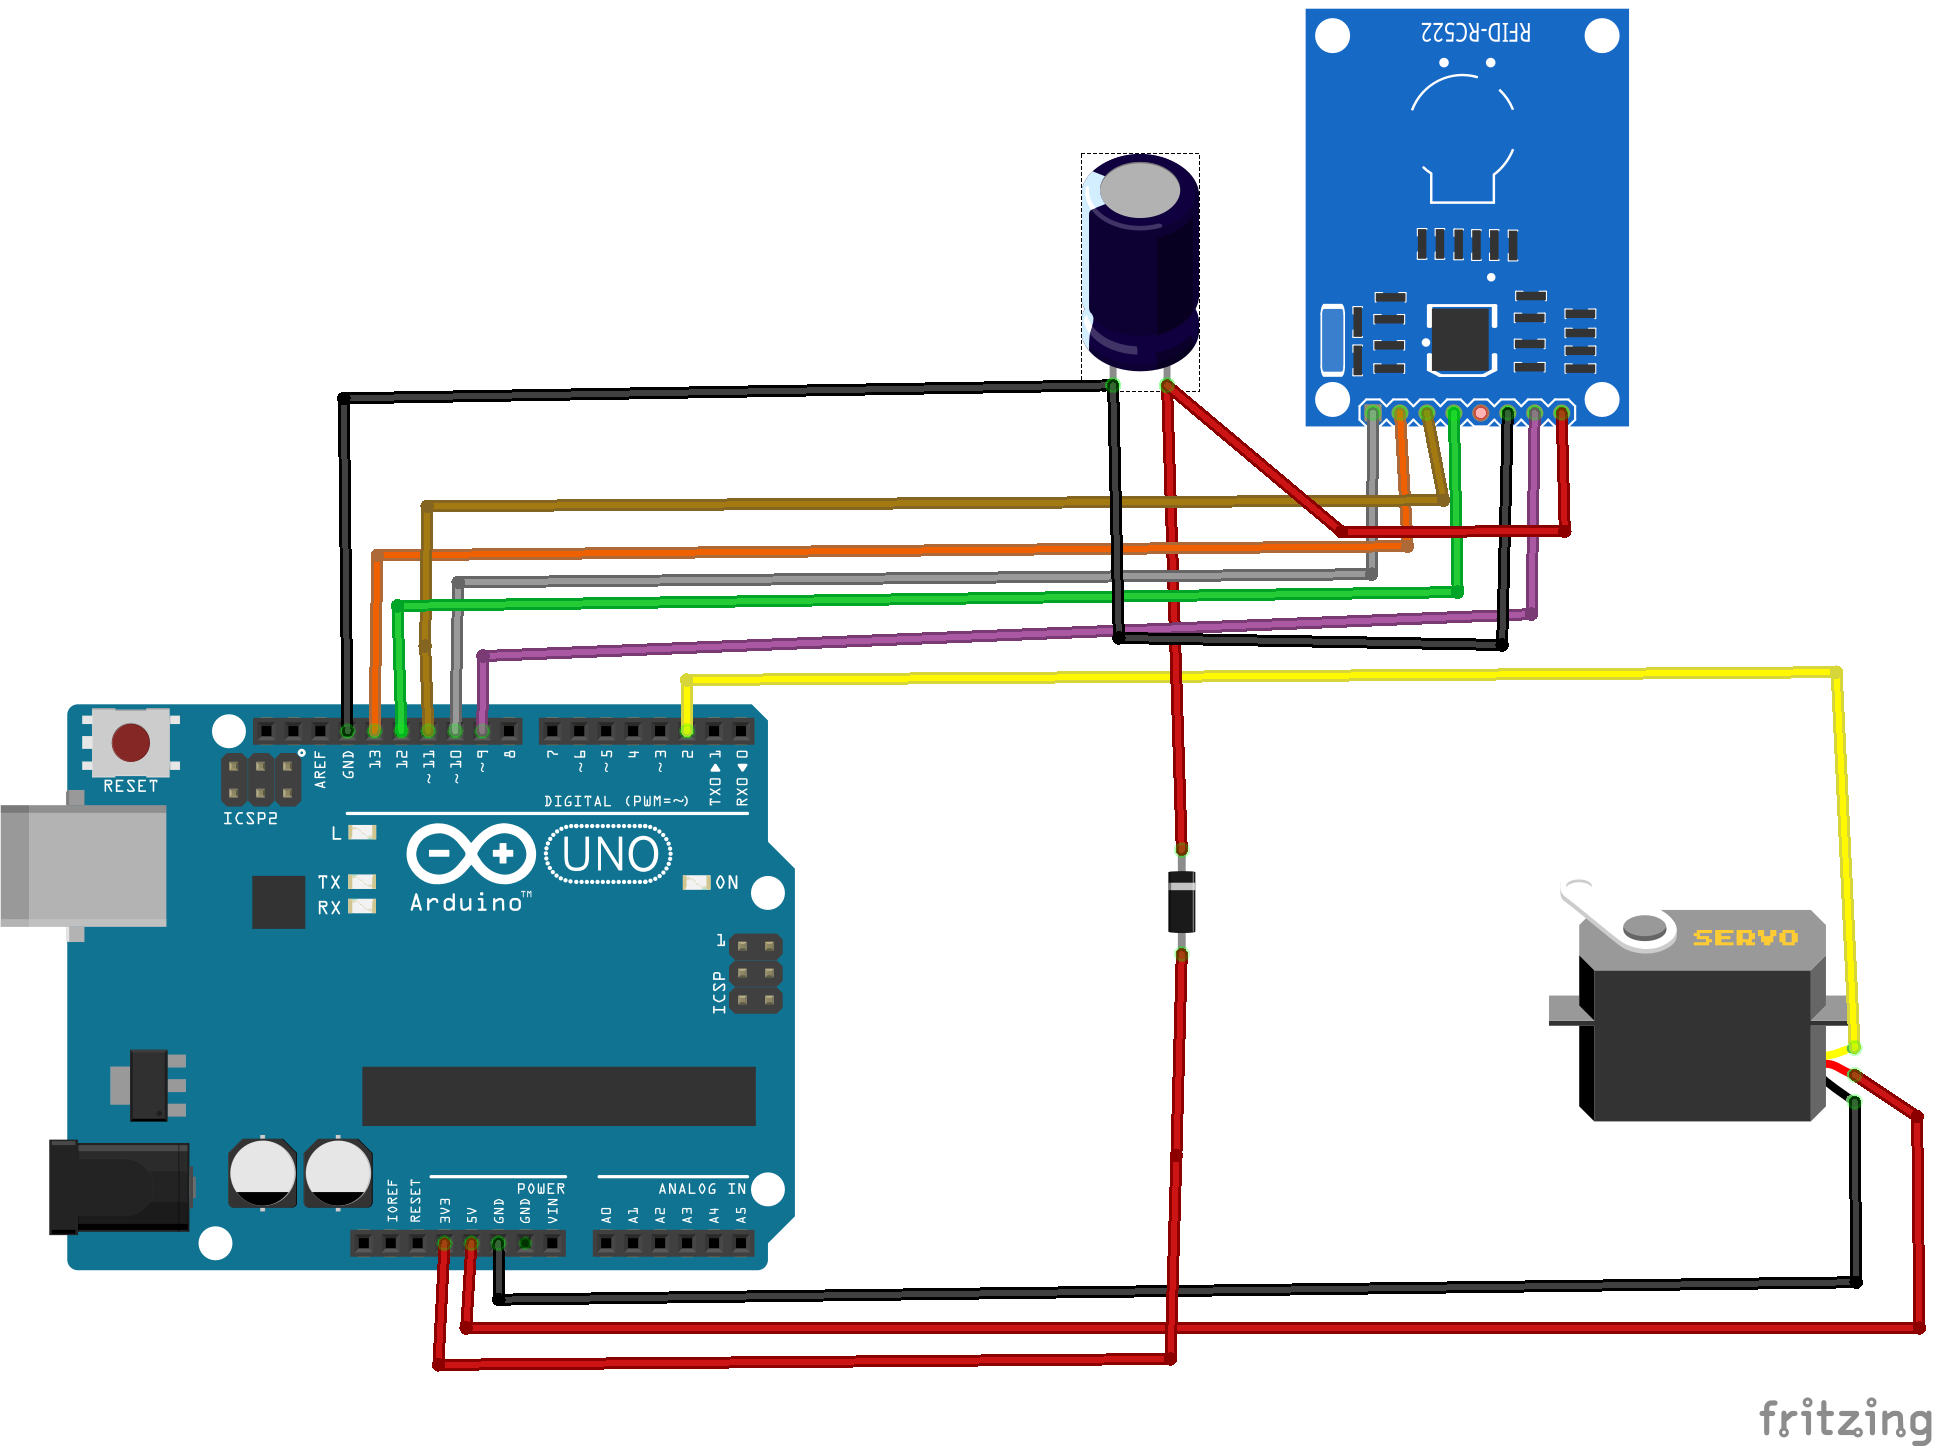 RFID-RC522
RESET
ICSP2
AREF
GND
13
12
~11
~10
~9
8
7
~6
~5
4
~3
2
TX0▶1
RX0◀0
DIGITAL (PWM=~)
L
TX
RX
UNO
Arduino™
ON
1
ICSP
SERVO
POWER
ANALOG IN
IOREF
RESET
3V3
5V
GND
GND
VIN
A0
A1
A2
A3
A4
A5
fritzing